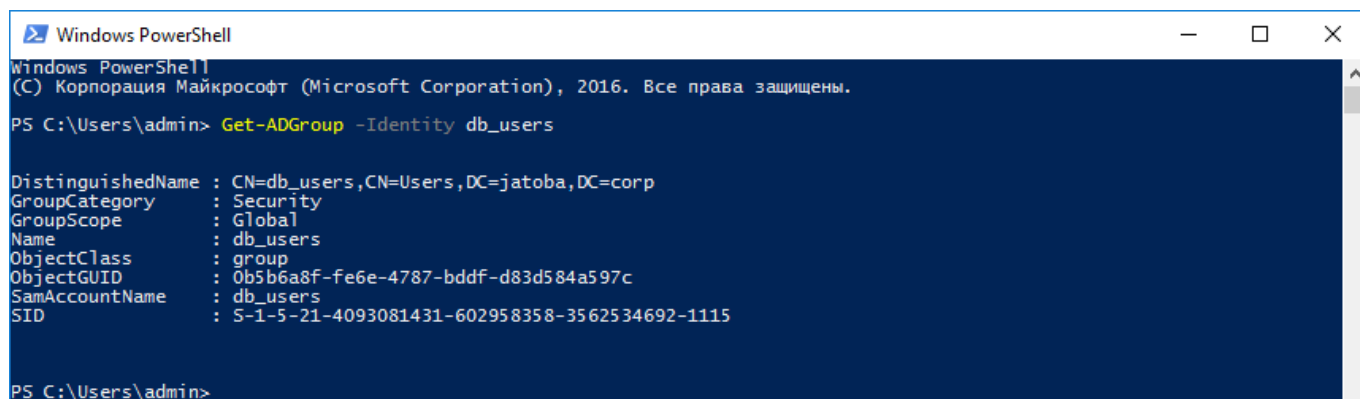 Windows PowerShell
Windows PowerShell
(C) Корпорация Майкрософт (Microsoft Corporation), 2016. Все права защищены.
PS C:\Users\admin> Get-ADGroup -Identity db_users
DistinguishedName : CN=db_users,CN=Users,DC=jatoba,DC=corp
GroupCategory : Security
GroupScope : Global
Name : db_users
ObjectClass : group
ObjectGUID : 0b5b6a8f-fe6e-4787-bddf-d83d584a597c
SamAccountName : db_users
SID : S-1-5-21-4093081431-602958358-3562534692-1115
PS C:\Users\admin>